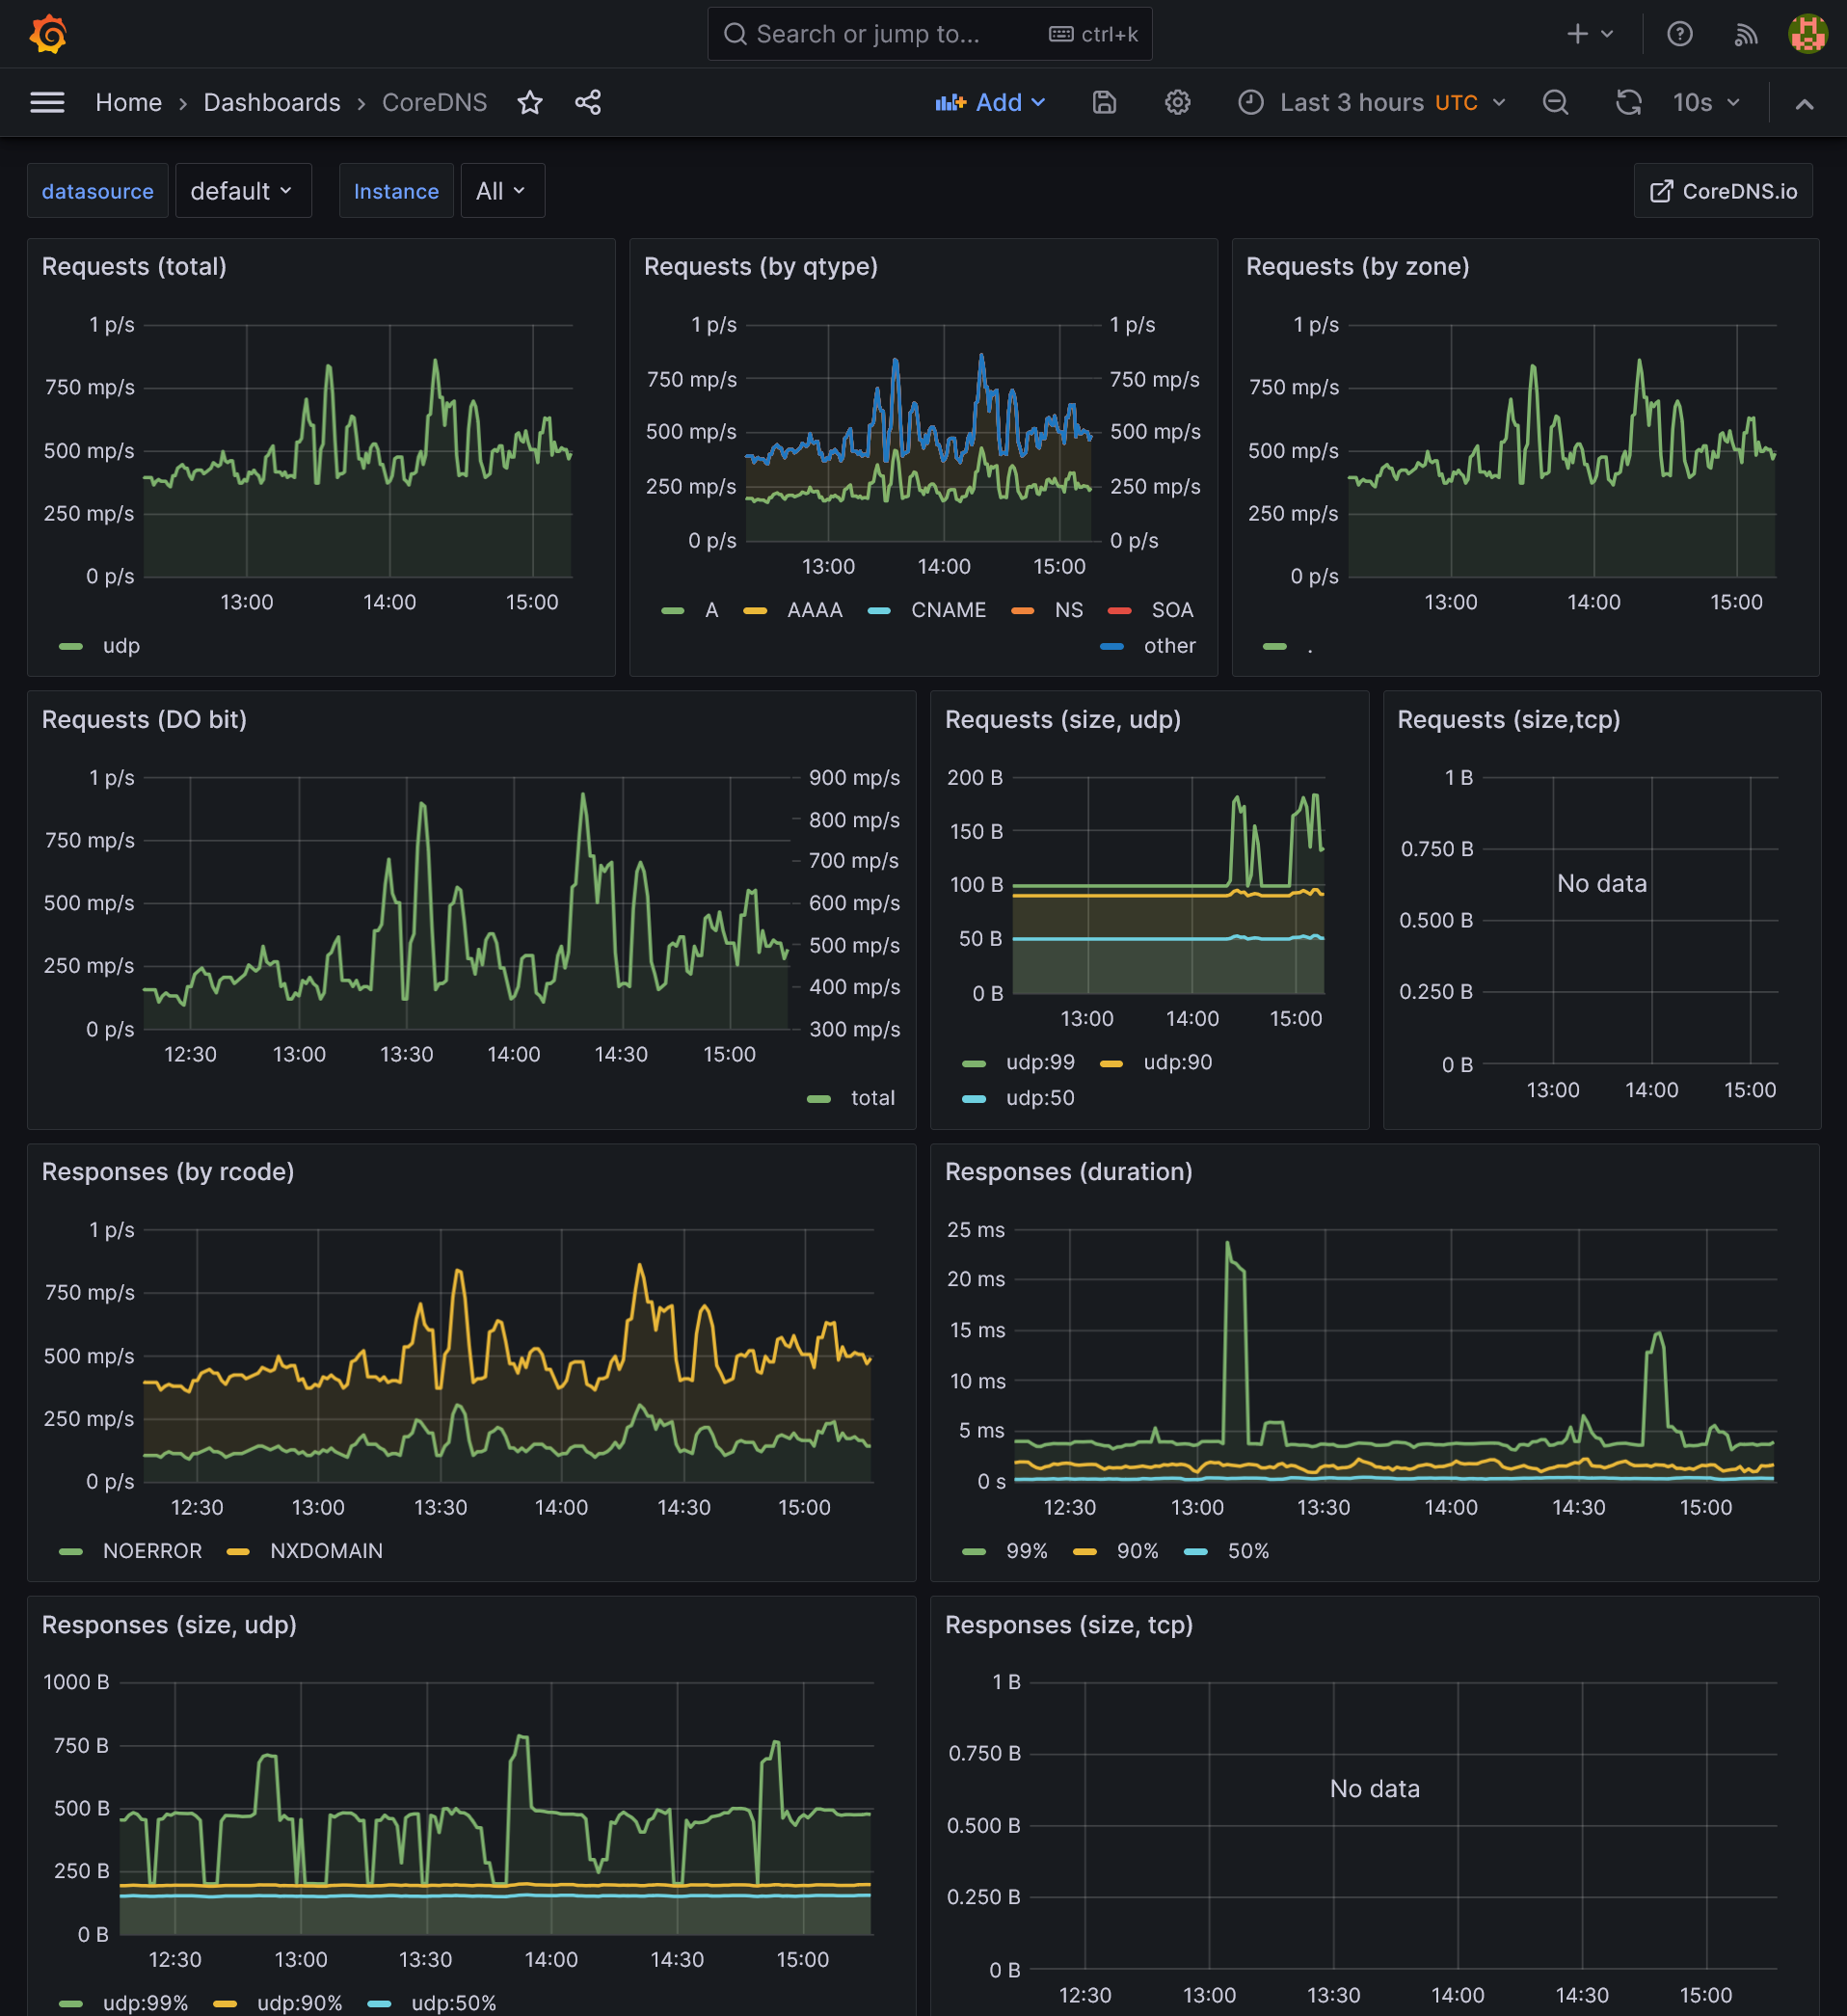 Search or jump to... ctrl+k
Home › Dashboards › CoreDNS Add Last 3 hours UTC 10s
datasource default Instance All CoreDNS.io
Requests (total)
1 p/s
750 mp/s
500 mp/s
250 mp/s
0 p/s
13:00 14:00 15:00
udp
Requests (by qtype)
1 p/s 1 p/s
750 mp/s 750 mp/s
500 mp/s 500 mp/s
250 mp/s 250 mp/s
0 p/s 0 p/s
13:00 14:00 15:00
A AAAA CNAME NS SOA
other
Requests (by zone)
1 p/s
750 mp/s
500 mp/s
250 mp/s
0 p/s
13:00 14:00 15:00
.
Requests (DO bit)
1 p/s 900 mp/s
800 mp/s
750 mp/s
700 mp/s
500 mp/s 600 mp/s
500 mp/s
250 mp/s
400 mp/s
0 p/s 300 mp/s
12:30 13:00 13:30 14:00 14:30 15:00
total
Requests (size, udp)
200 B
150 B
100 B
50 B
0 B
13:00 14:00 15:00
udp:99 udp:90
udp:50
Requests (size,tcp)
1 B
0.750 B
No data
0.500 B
0.250 B
0 B
13:00 14:00 15:00
Responses (by rcode)
1 p/s
750 mp/s
500 mp/s
250 mp/s
0 p/s
12:30 13:00 13:30 14:00 14:30 15:00
NOERROR NXDOMAIN
Responses (duration)
25 ms
20 ms
15 ms
10 ms
5 ms
0 s
12:30 13:00 13:30 14:00 14:30 15:00
99% 90% 50%
Responses (size, udp)
1000 B
750 B
500 B
250 B
0 B
12:30 13:00 13:30 14:00 14:30 15:00
udp:99% udp:90% udp:50%
Responses (size, tcp)
1 B
0.750 B
No data
0.500 B
0.250 B
0 B
12:30 13:00 13:30 14:00 14:30 15:00